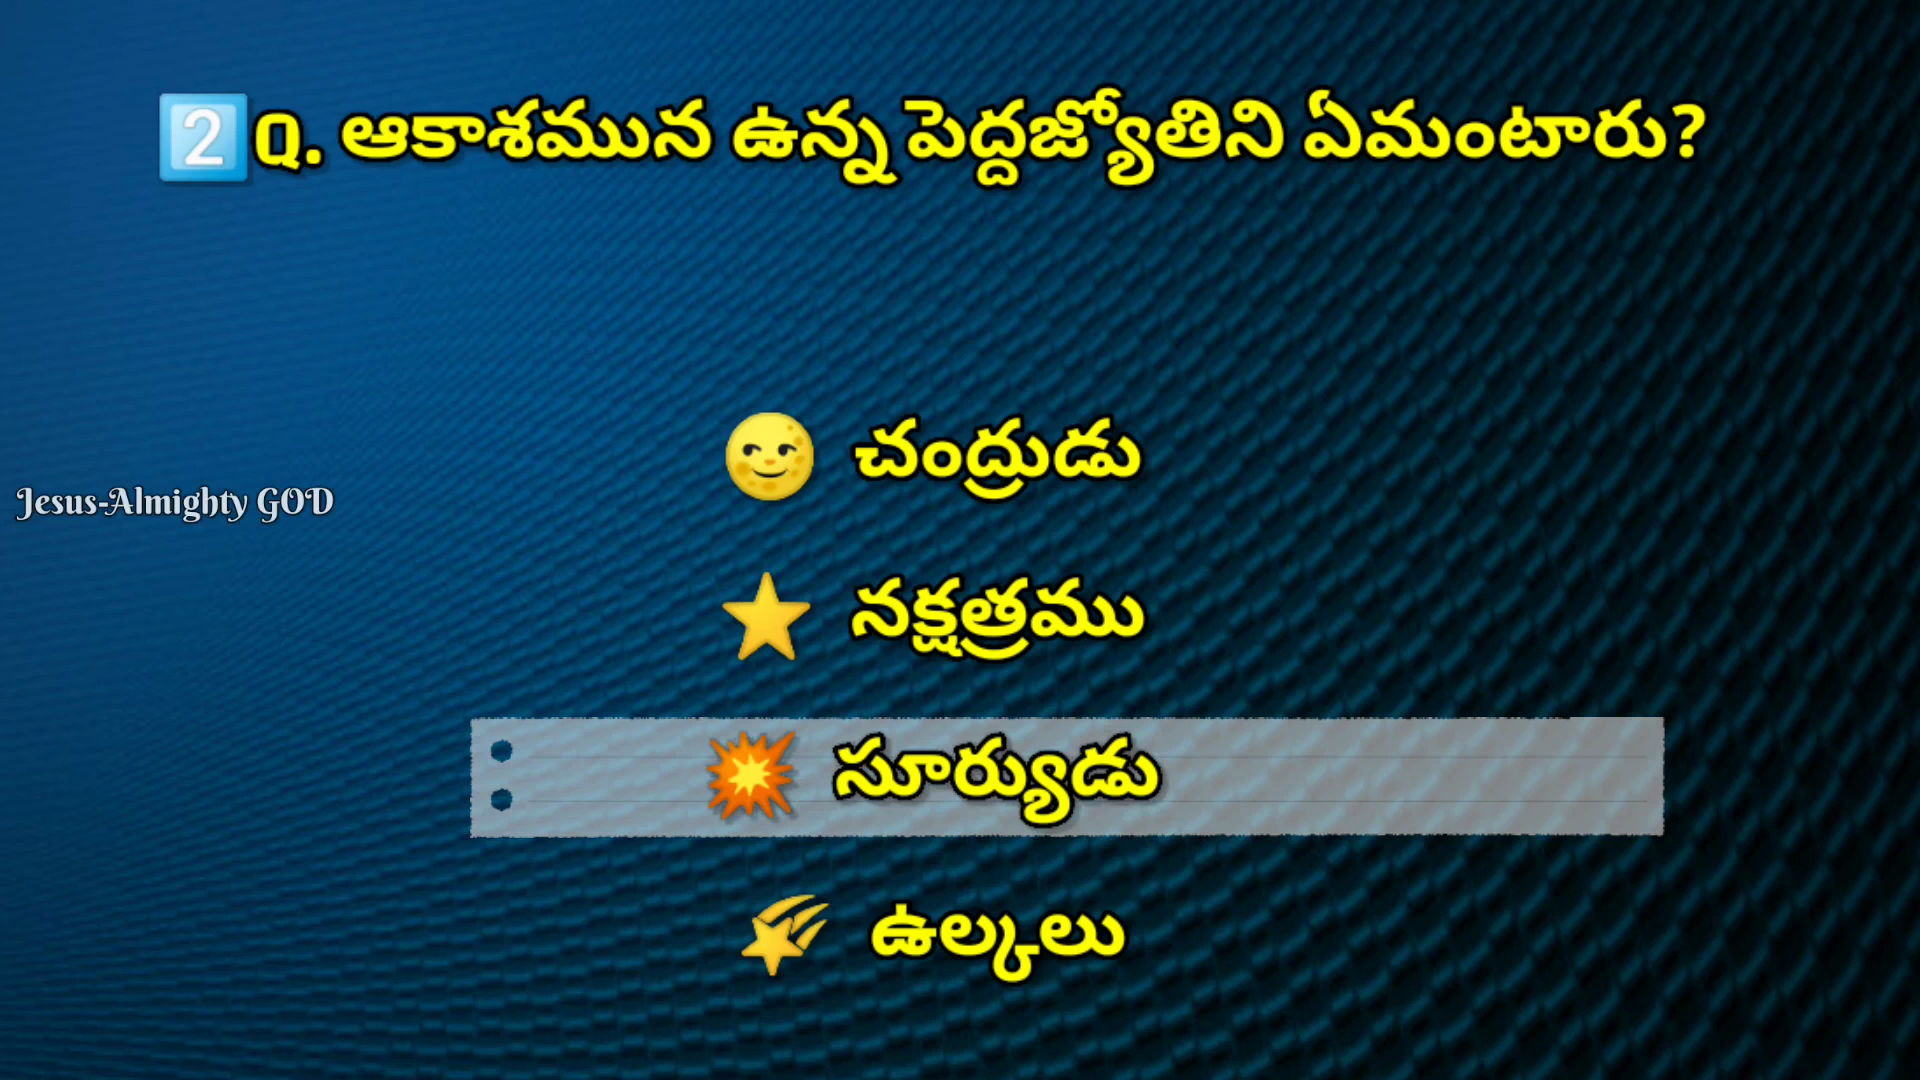 2️⃣Q. ఆకాశమున ఉన్న పెద్దజ్యోతిని ఏమంటారు?
🌝 చంద్రుడు
Jesus-Almighty GOD
⭐ నక్షత్రము
💥 సూర్యుడు
🌠 ఉల్కలు